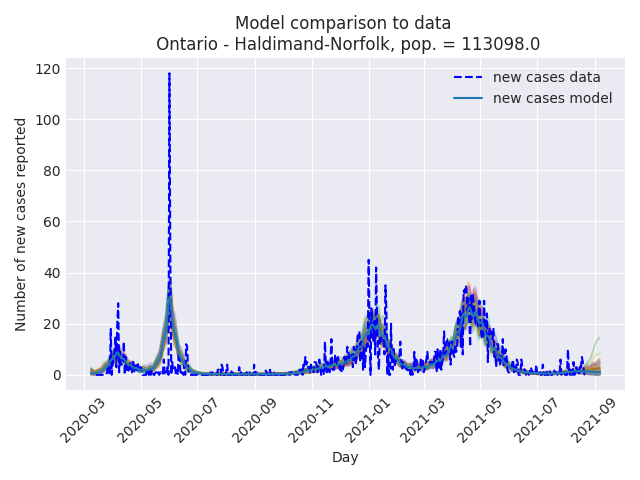 Model comparison to data
Ontario - Haldimand-Norfolk, pop. = 113098.0
new cases data
new cases model
Number of new cases reported
120
100
80
60
40
20
0
2020-03
2020-05
2020-07
2020-09
2020-11
2021-01
2021-03
2021-05
2021-07
2021-09
Day